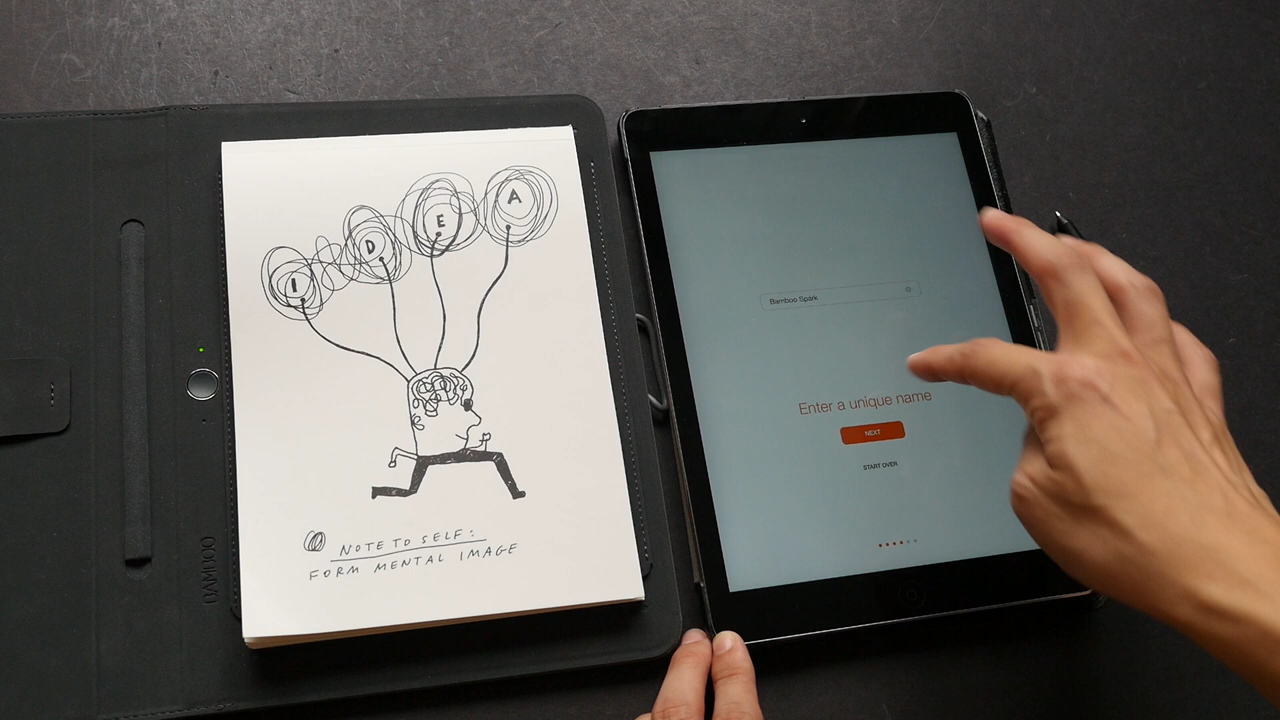 I D E A
NOTE TO SELF:
FORM MENTAL IMAGE
BAMBOO
Bamboo Spark
Enter a unique name
NEXT
START OVER